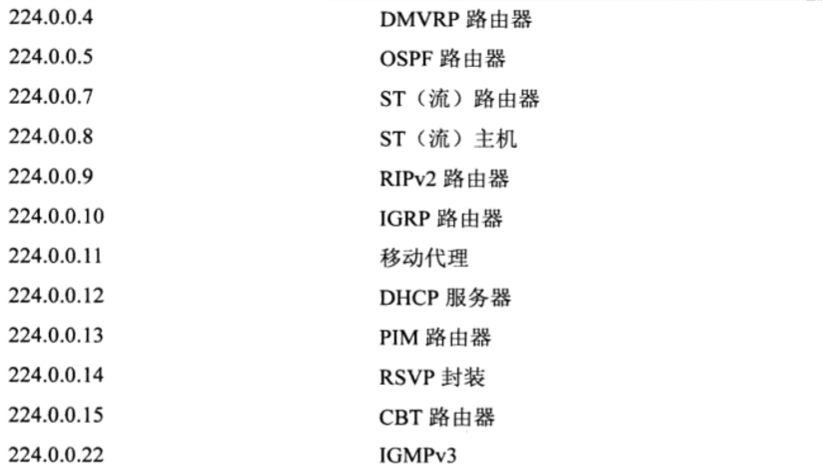 224.0.0.4 DMVRP 路由器
224.0.0.5 OSPF 路由器
224.0.0.7 ST（流）路由器
224.0.0.8 ST（流）主机
224.0.0.9 RIPv2 路由器
224.0.0.10 IGRP 路由器
224.0.0.11 移动代理
224.0.0.12 DHCP 服务器
224.0.0.13 PIM 路由器
224.0.0.14 RSVP 封装
224.0.0.15 CBT 路由器
224.0.0.22 IGMPv3